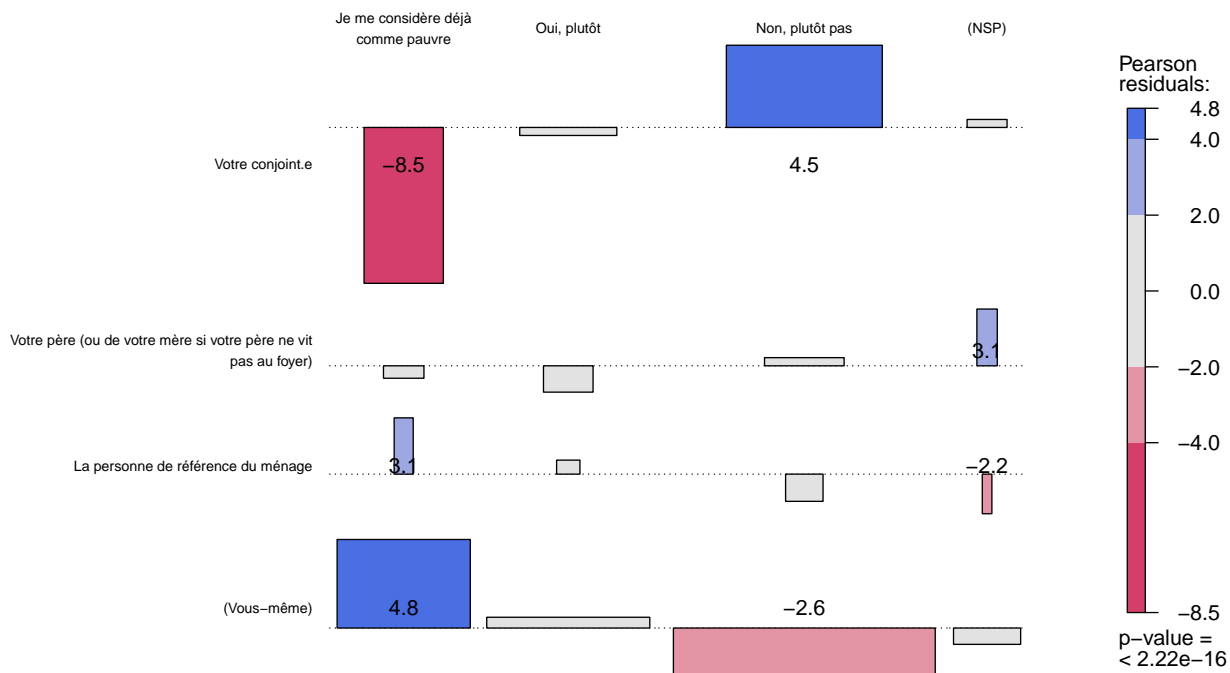 Je me considère déjà
comme pauvre
Oui, plutôt
Non, plutôt pas
(NSP)
Pearson
residuals:
4.8
4.0
2.0
0.0
−2.0
−4.0
−8.5
p−value =
< 2.22e−16
Votre conjoint.e
−8.5
4.5
Votre père (ou de votre mère si votre père ne vit
pas au foyer)
3.1
La personne de référence du ménage
3.1
−2.2
(Vous−même)
4.8
−2.6